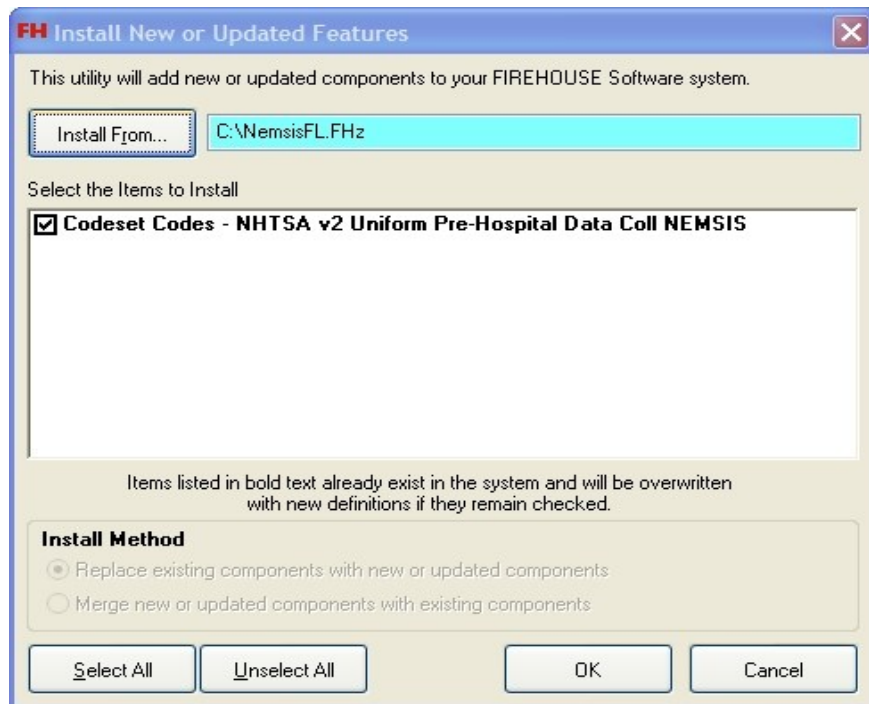 FH Install New or Updated Features
This utility will add new or updated components to your FIREHOUSE Software system.
Install From... C:\NemsisFL.FHz
Select the Items to Install
Codeset Codes - NHTSA v2 Uniform Pre-Hospital Data Coll NEMSIS
Items listed in bold text already exist in the system and will be overwritten
with new definitions if they remain checked.
Install Method
Replace existing components with new or updated components
Merge new or updated components with existing components
Select All Unselect All OK Cancel